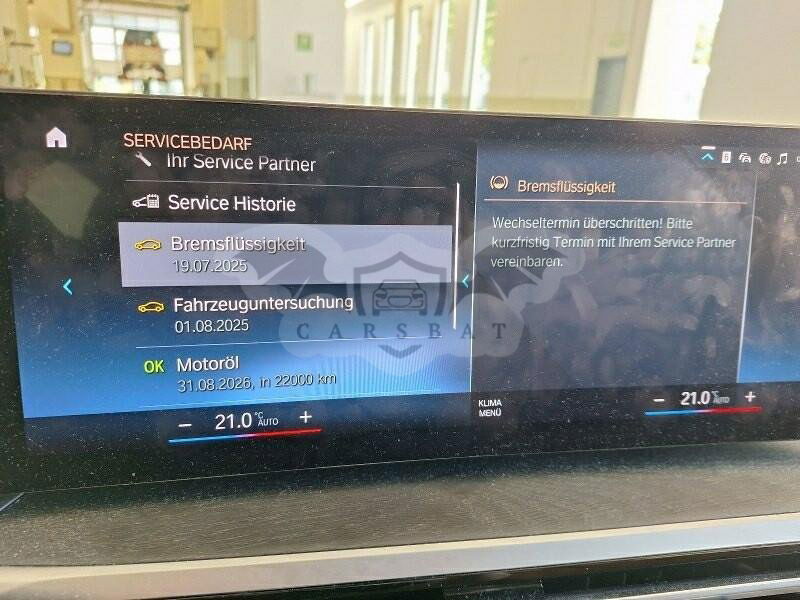 SERVICEBEDARF
Ihr Service Partner
Service Historie
Bremsflüssigkeit
19.07.2025
Fahrzeuguntersuchung
01.08.2025
OK Motoröl
31.08.2026, in 22000 km
Bremsflüssigkeit
Wechseltermin überschritten! Bitte
kurzfristig Termin mit Ihrem Service Partner
vereinbaren.
CARSBAT
− 21.0 °C AUTO +
KLIMA
MENÜ
− 21.0 °C AUTO +